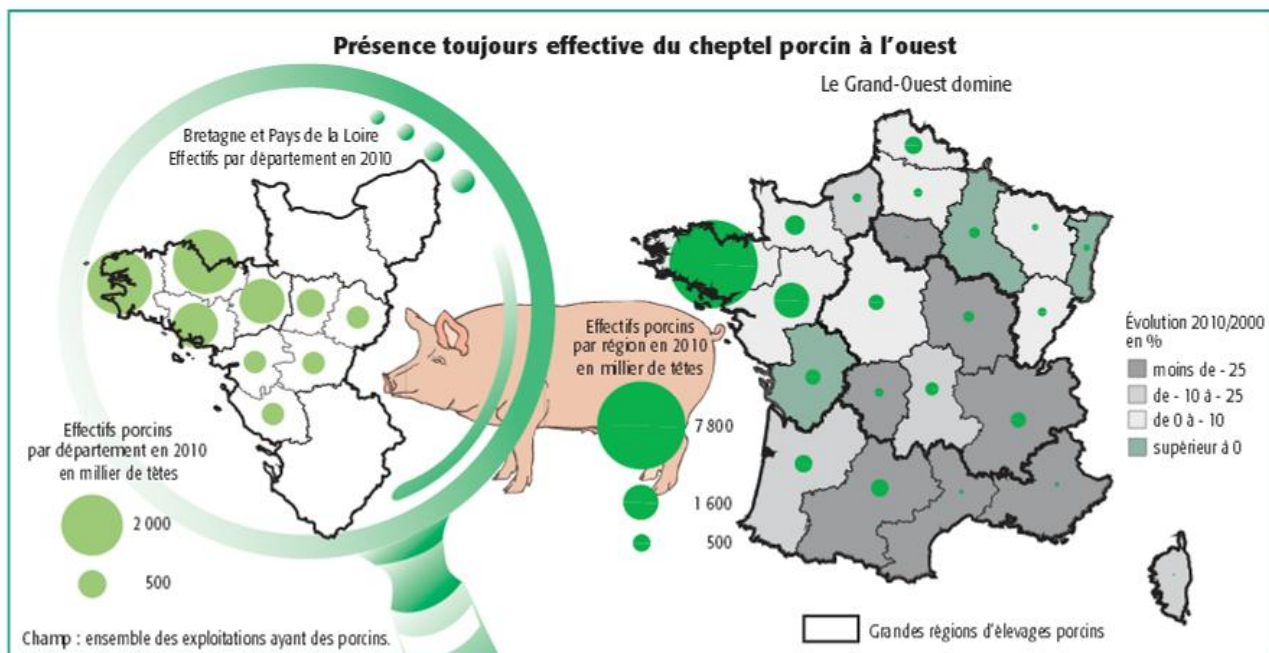 Présence toujours effective du cheptel porcin à l'ouest
Bretagne et Pays de la Loire
Effectifs par département en 2010
Effectifs porcins
par département en 2010
en millier de têtes
2 000
500
Le Grand-Ouest domine
Effectifs porcins
par région en 2010
en millier de têtes
7 800
1 600
500
Évolution 2010/2000
en %
moins de - 25
de - 10 à - 25
de 0 à - 10
supérieur à 0
Champ : ensemble des exploitations ayant des porcins.
Grandes règions d'élevages porcins